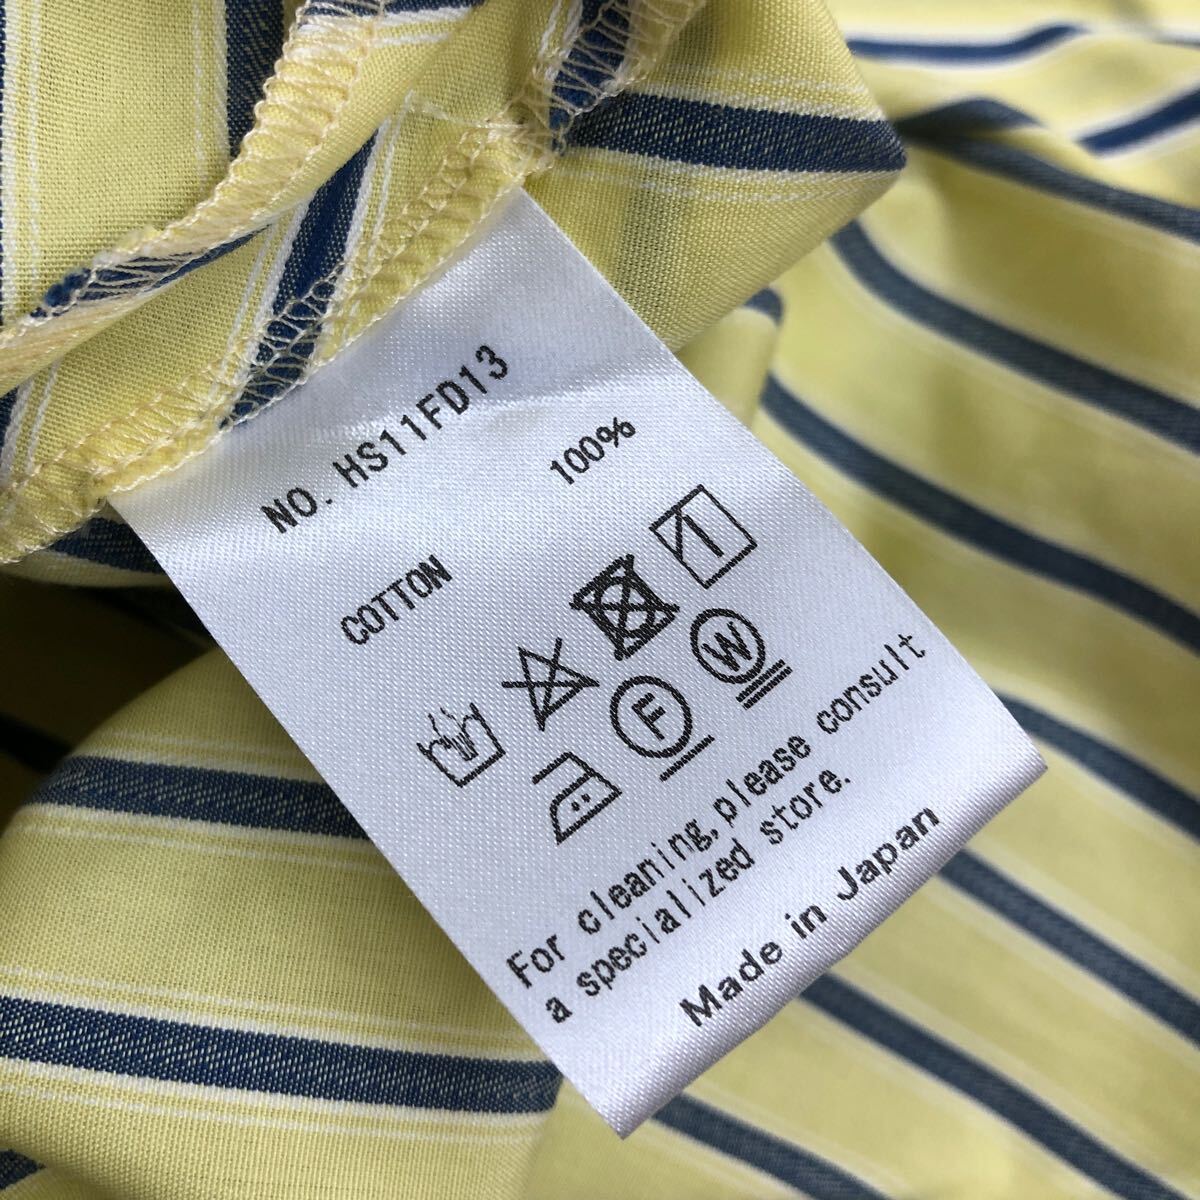 NO. HS11FD13
COTTON 100%
F W
For cleaning, please consult
a specialized store.
Made in Japan